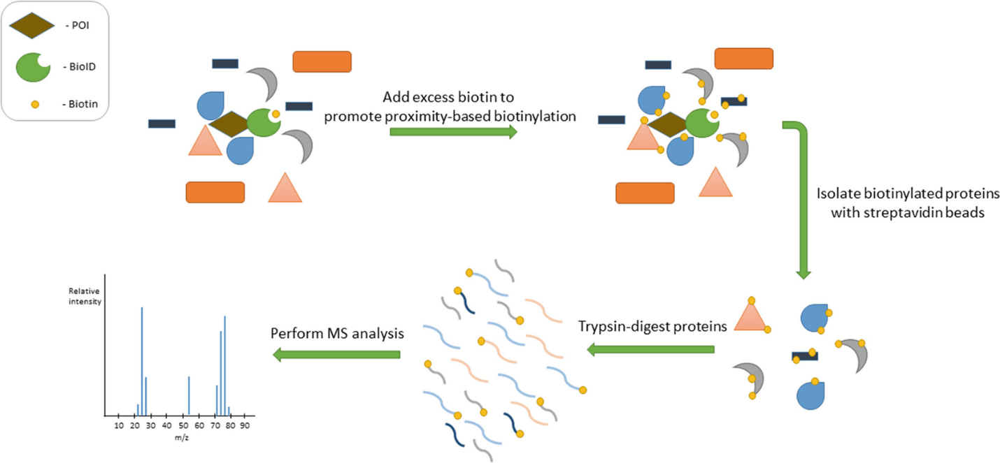 - POI
- BioID
- Biotin
Add excess biotin to
promote proximity-based biotinylation
Isolate biotinylated proteins
with streptavidin beads
Trypsin-digest proteins
Perform MS analysis
Relative
intensity
10 20 30 40 50 60 70 80 90
m/z